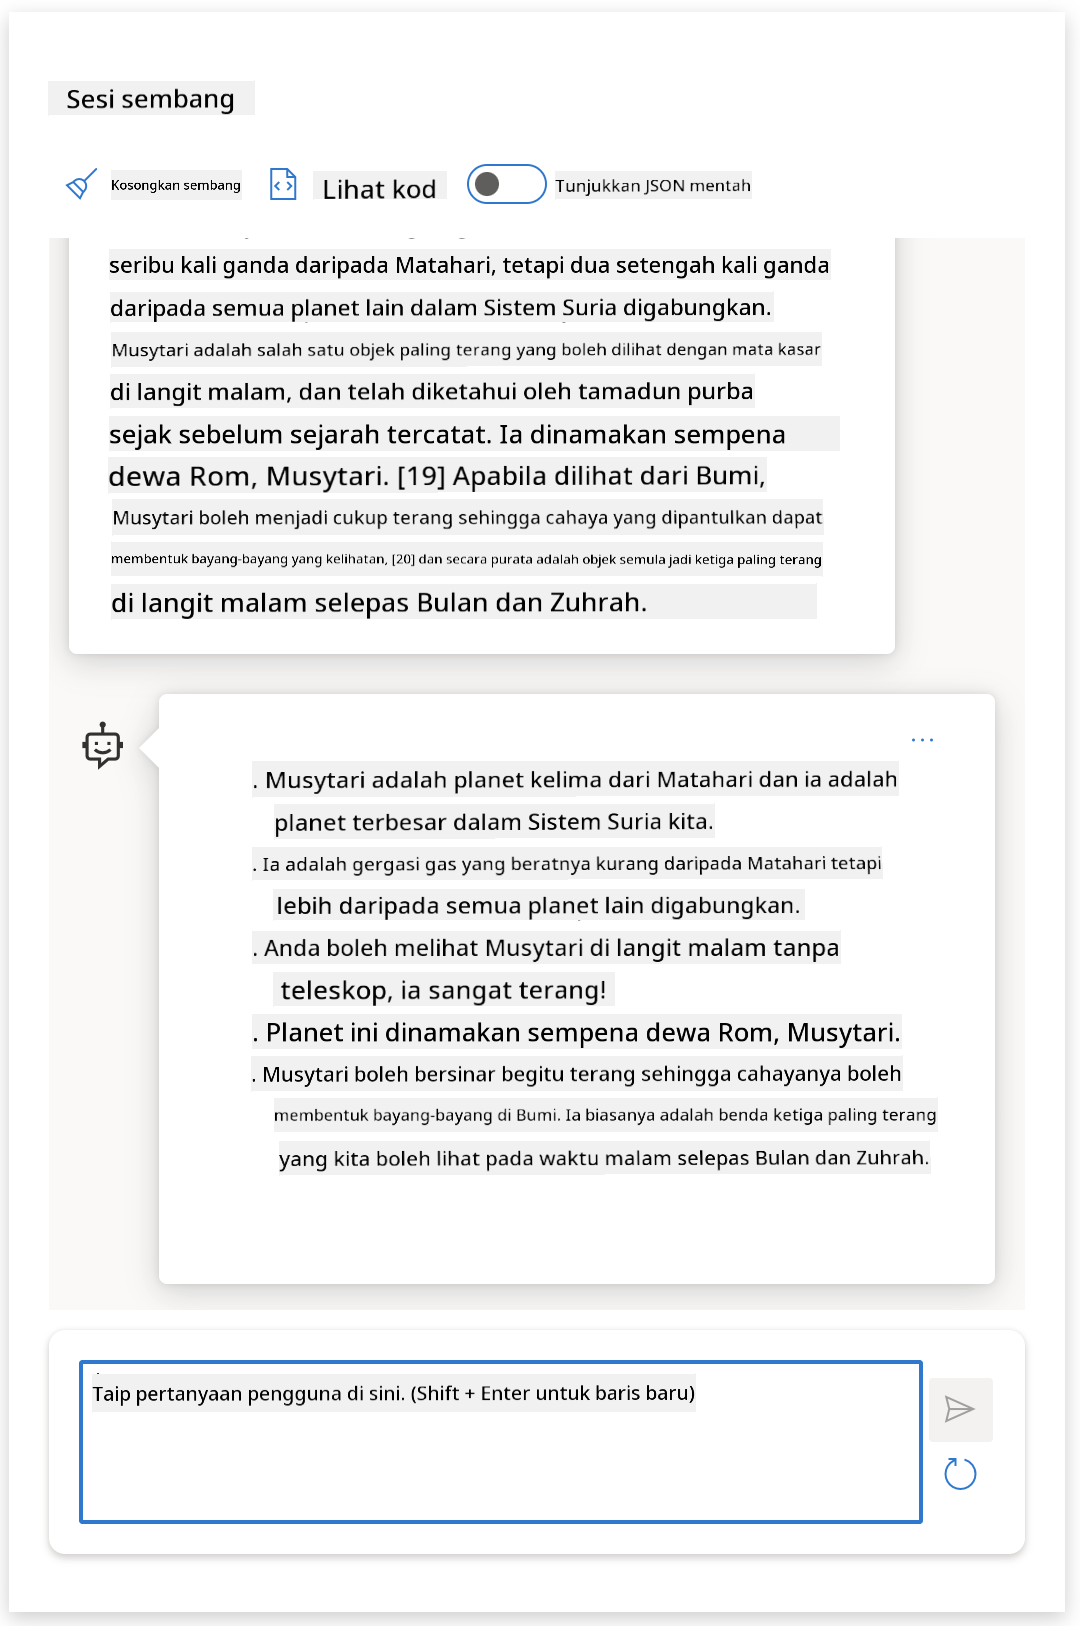 Sesi sembang
Kosongkan sembang
Lihat kod
Tunjukkan JSON mentah
seribu kali ganda daripada Matahari, tetapi dua setengah kali ganda
daripada semua planet lain dalam Sistem Suria digabungkan.
Musytari adalah salah satu objek paling terang yang boleh dilihat dengan mata kasar
di langit malam, dan telah diketahui oleh tamadun purba
sejak sebelum sejarah tercatat. Ia dinamakan sempena
dewa Rom, Musytari. [19] Apabila dilihat dari Bumi,
Musytari boleh menjadi cukup terang sehingga cahaya yang dipantulkan dapat
membentuk bayang-bayang yang kelihatan, [20] dan secara purata adalah objek semula jadi ketiga paling terang
di langit malam selepas Bulan dan Zuhrah.
. Musytari adalah planet kelima dari Matahari dan ia adalah
planet terbesar dalam Sistem Suria kita.
. Ia adalah gergasi gas yang beratnya kurang daripada Matahari tetapi
lebih daripada semua planet lain digabungkan.
. Anda boleh melihat Musytari di langit malam tanpa
teleskop, ia sangat terang!
. Planet ini dinamakan sempena dewa Rom, Musytari.
. Musytari boleh bersinar begitu terang sehingga cahayanya boleh
membentuk bayang-bayang di Bumi. Ia biasanya adalah benda ketiga paling terang
yang kita boleh lihat pada waktu malam selepas Bulan dan Zuhrah.
Taip pertanyaan pengguna di sini. (Shift + Enter untuk baris baru)